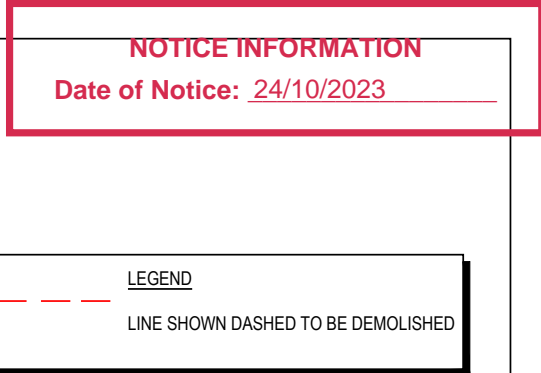 NOTICE INFORMATION
Date of Notice: 24/10/2023
LEGEND
LINE SHOWN DASHED TO BE DEMOLISHED